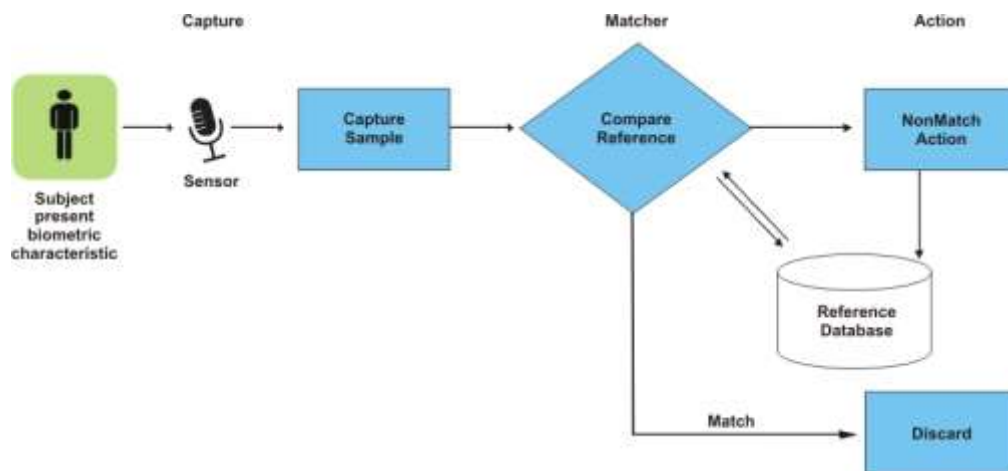 Capture
Matcher
Action
Subject
present
biometric
characteristic
Sensor
Capture
Sample
Compare
Reference
NonMatch
Action
Reference
Database
Match
Discard